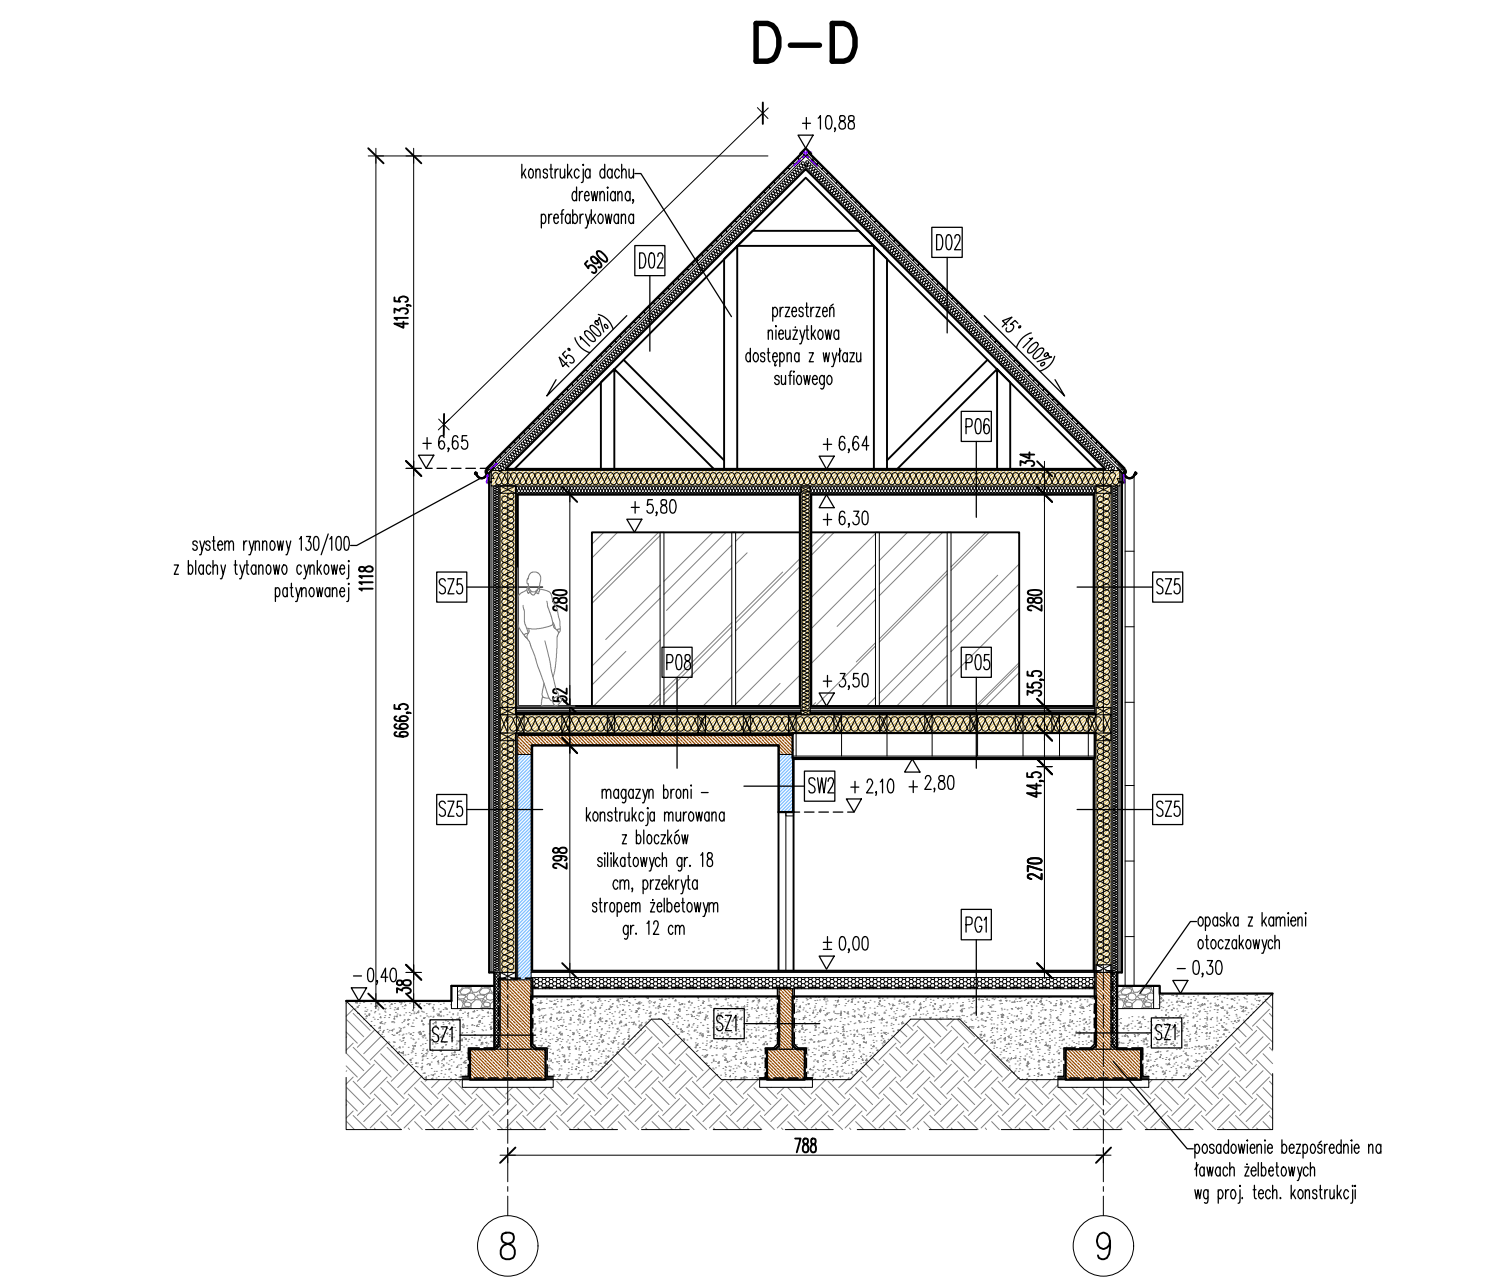 D-D
+ 10,88
konstrukcja dachu
drewniana,
prefabrykowana
590
D02
D02
413,5
45° (100%)
45° (100%)
przestrzeń
nieużytkowa
dostępna z wyłazu
sufiowego
P06
+ 6,65
+ 6,64
34
+ 5,80
+ 6,30
system rynnowy 130/100
z blachy tytanowo cynkowej
patynowanej
1118
SZ5
280
280
SZ5
P08
P05
52
+ 3,50
35,5
666,5
SZ5
magazyn broni –
konstrukcja murowana
z bloczków
silikatowych gr. 18
cm, przekryta
stropem żelbetowym
gr. 12 cm
SW2
+ 2,10
+ 2,80
44,5
SZ5
298
270
PG1
± 0,00
opaska z kamieni
otoczakowych
- 0,40
38
- 0,30
SZ1
SZ1
SZ1
788
posadowienie bezpośrednie na
ławach żelbetowych
wg proj. tech. konstrukcji
8
9